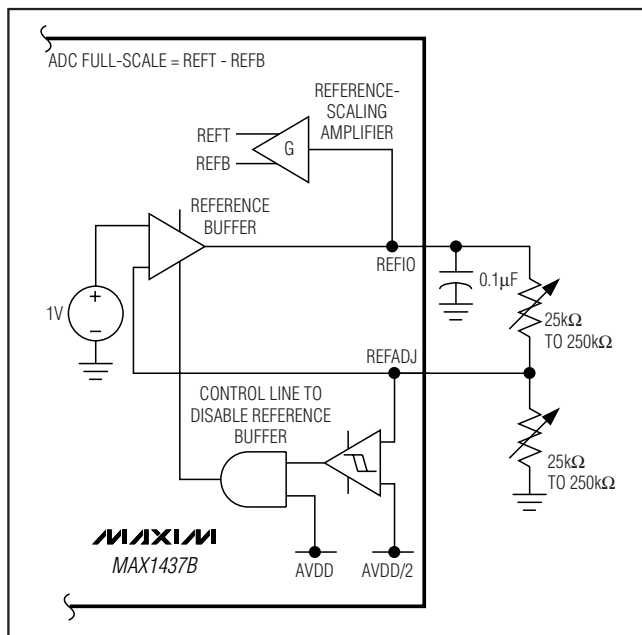 ADC FULL-SCALE = REFT - REFB
REFERENCE-
SCALING
AMPLIFIER
REFT
REFB
G
REFERENCE
BUFFER
REFIO
0.1μF
1V
+
−
25kΩ
TO 250kΩ
REFADJ
CONTROL LINE TO
DISABLE REFERENCE
BUFFER
25kΩ
TO 250kΩ
MAXIM
MAX1437B
AVDD
AVDD/2